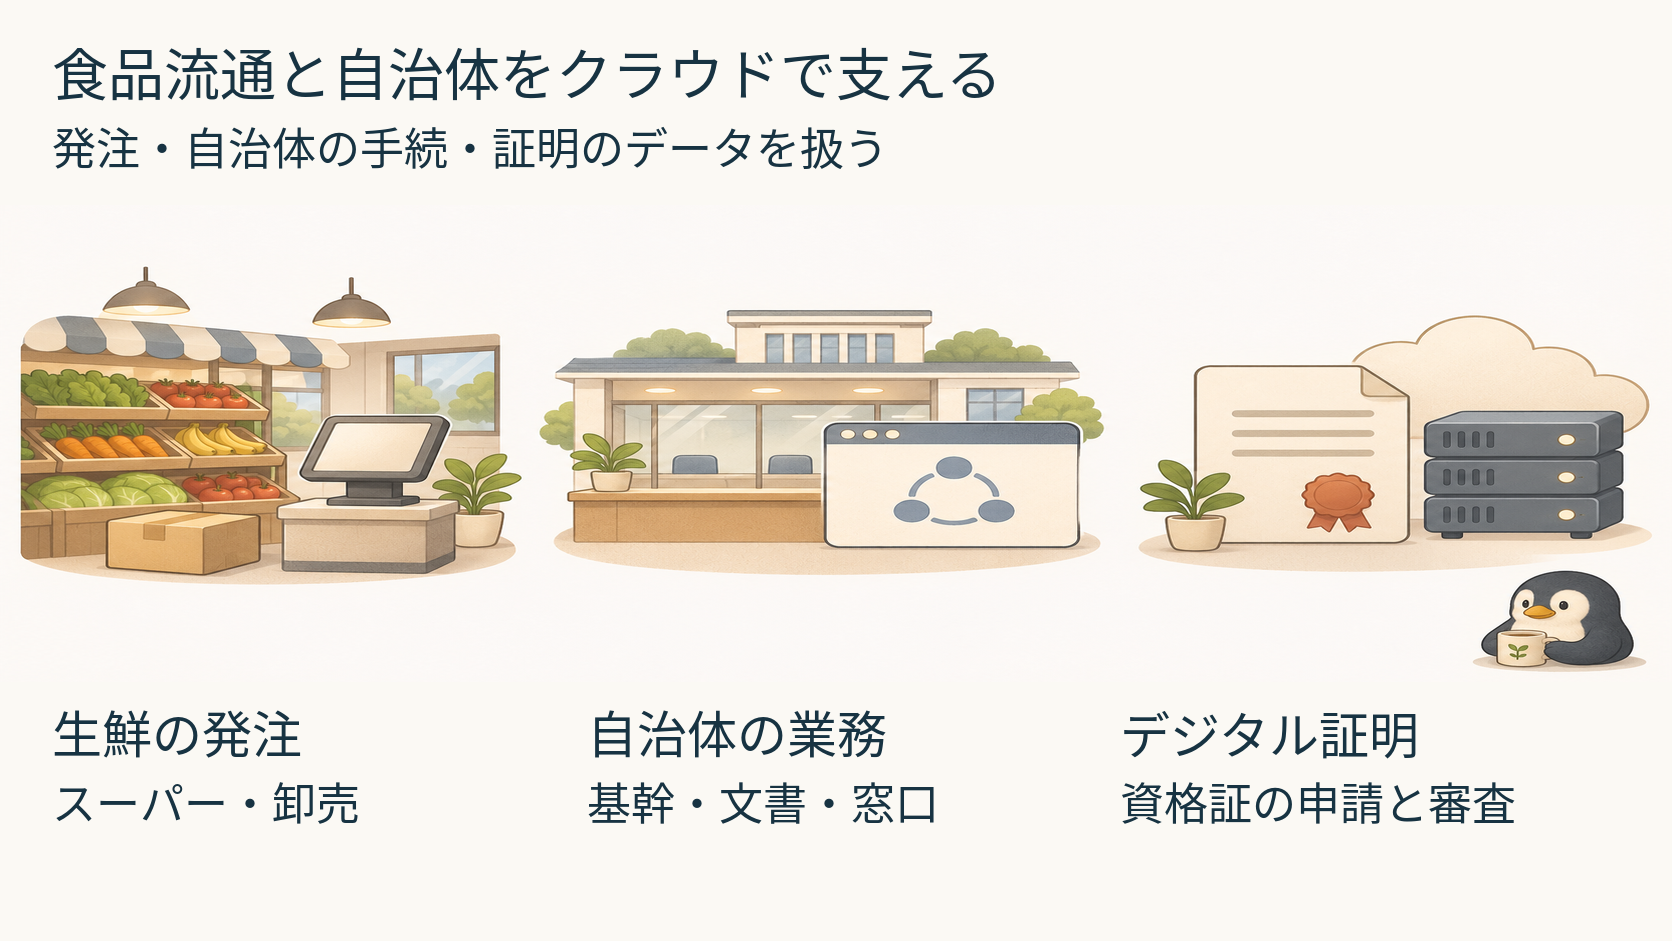 食品流通と自治体をクラウドで支える
発注・自治体の手続・証明のデータを扱う
生鮮の発注
スーパー・卸売
自治体の業務
基幹・文書・窓口
デジタル証明
資格証の申請と審査